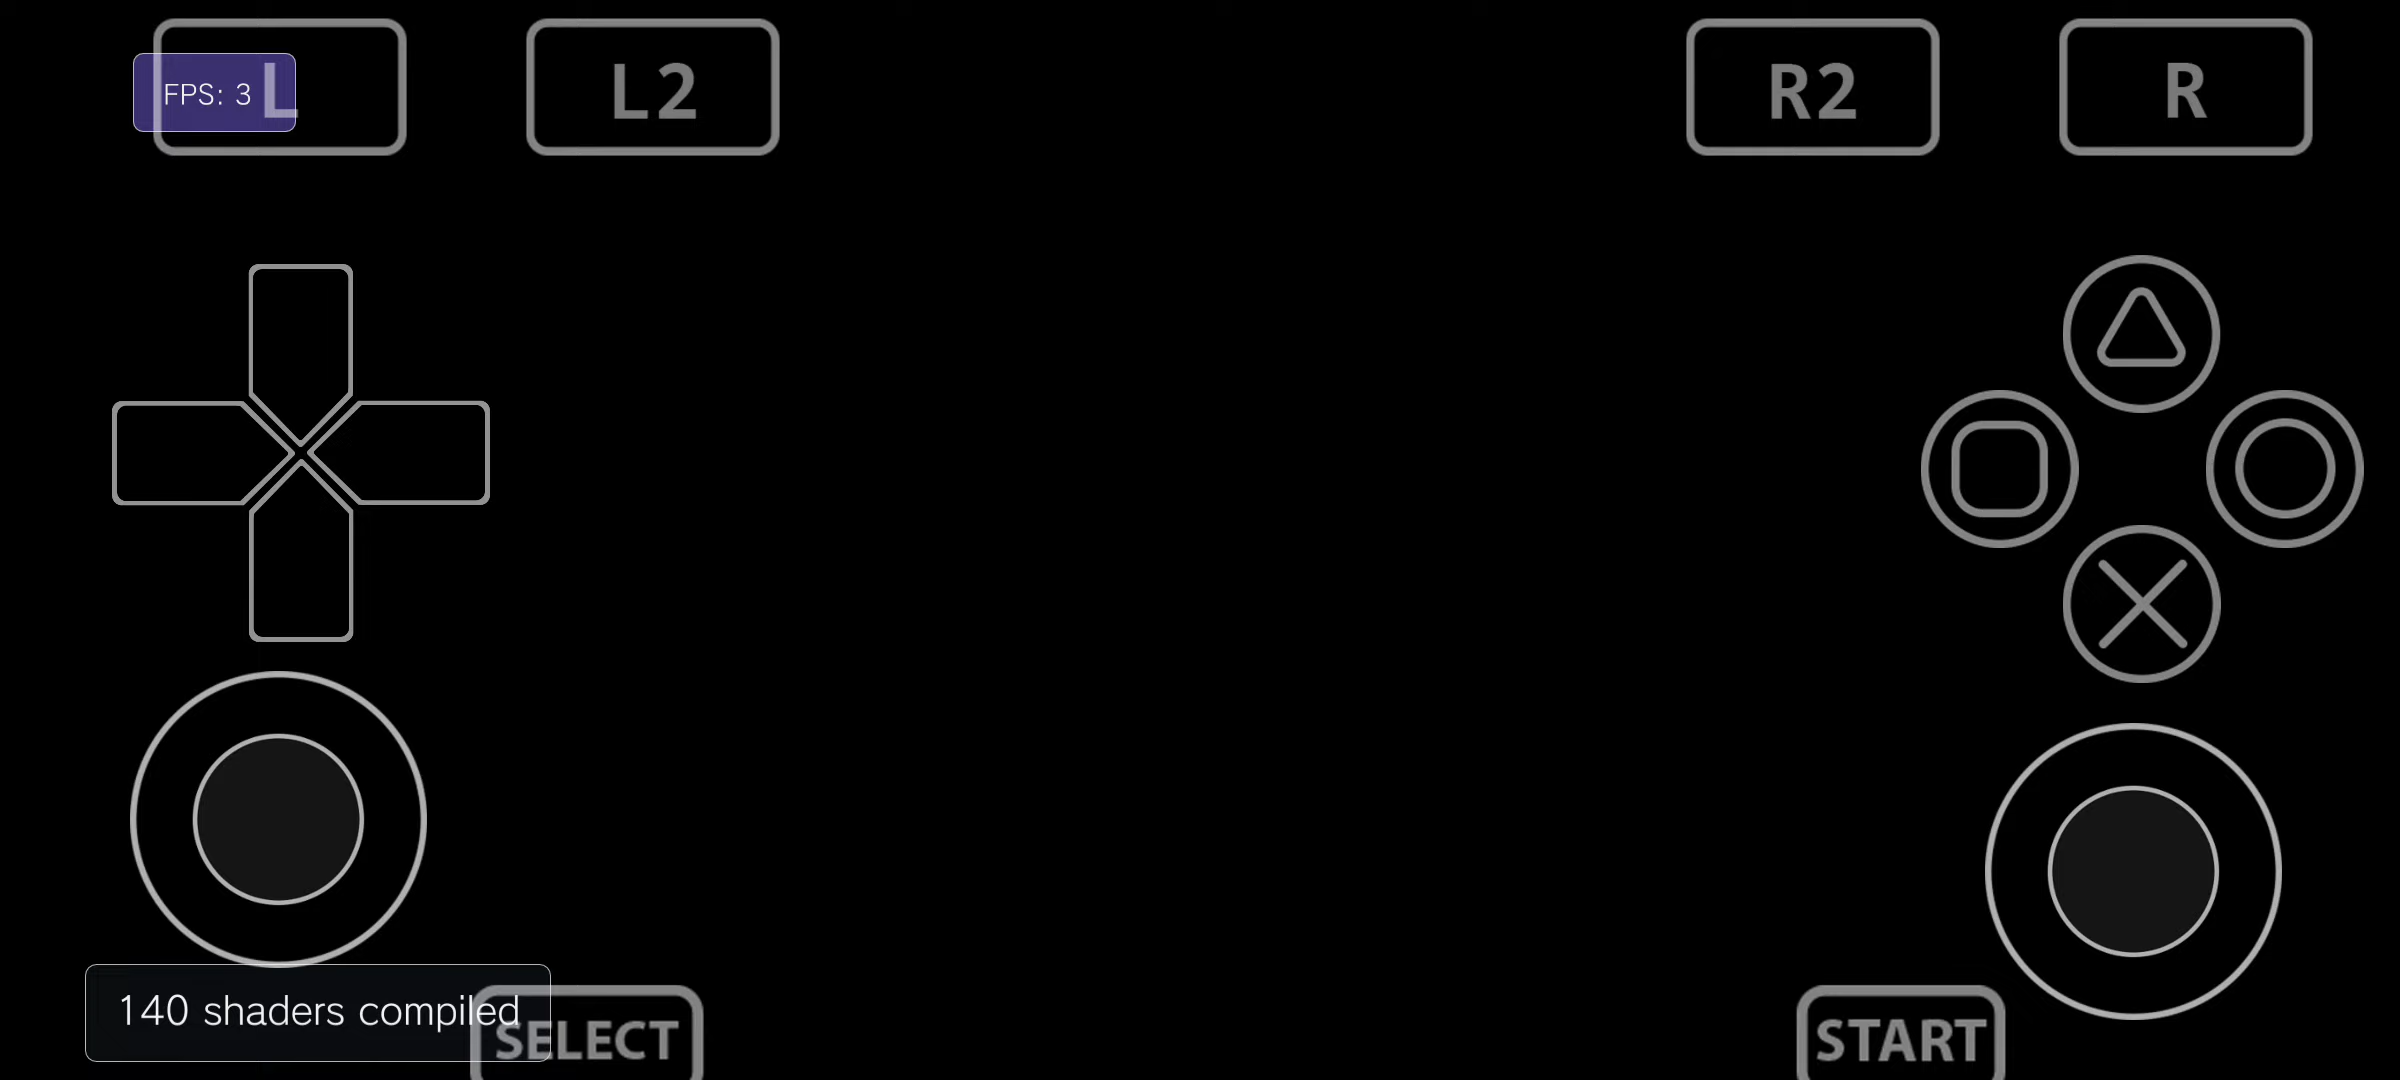 L
L2
R2
R
FPS: 3
140 shaders compiled
SELECT
START